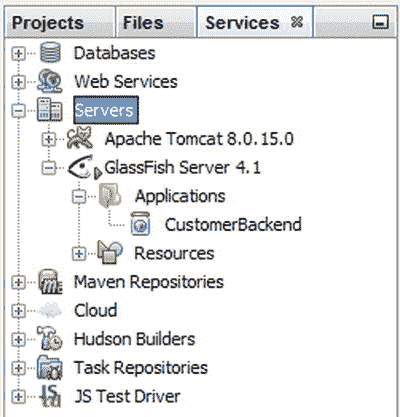 Projects Files Services
Databases
Web Services
Servers
Apache Tomcat 8.0.15.0
GlassFish Server 4.1
Applications
CustomerBackend
Resources
Maven Repositories
Cloud
Hudson Builders
Task Repositories
JS Test Driver